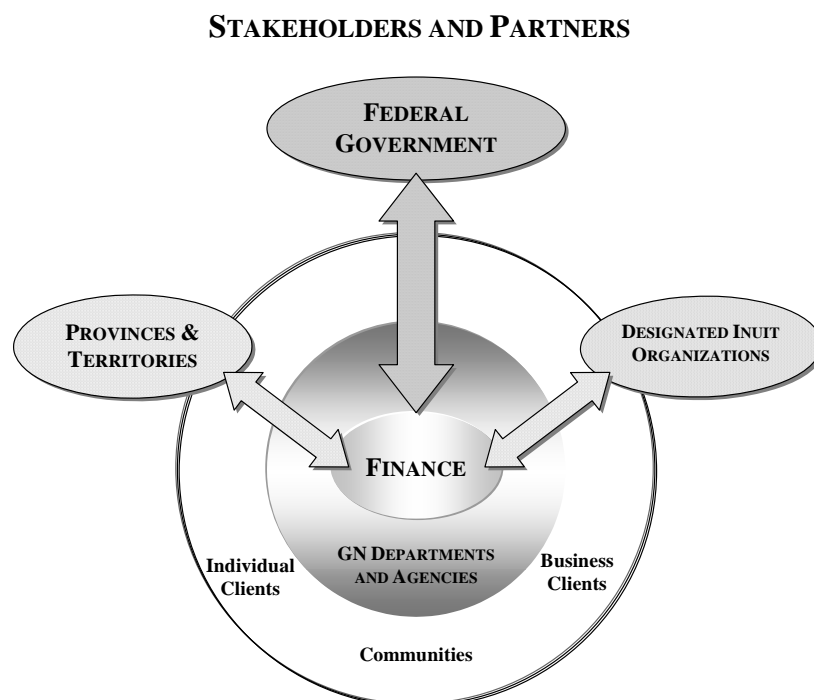 STAKEHOLDERS AND PARTNERS
FEDERAL
GOVERNMENT
PROVINCES &
TERRITORIES
DESIGNATED INUIT
ORGANIZATIONS
FINANCE
GN DEPARTMENTS
AND AGENCIES
Individual
Clients
Business
Clients
Communities